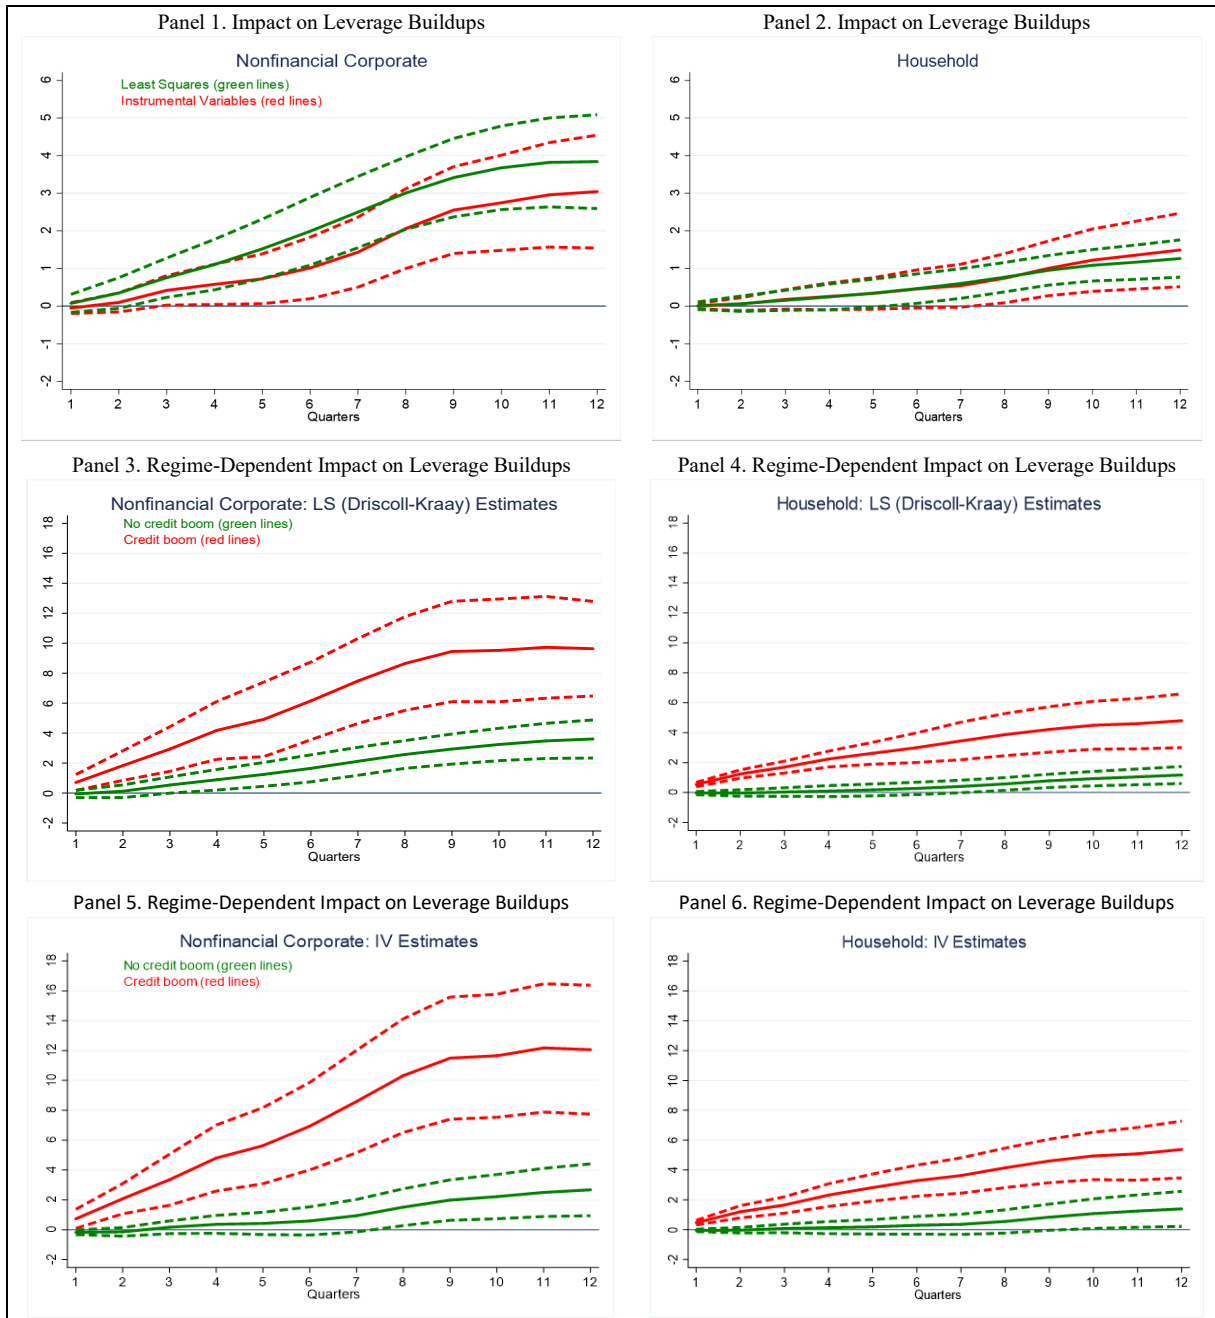 Panel 1. Impact on Leverage Buildups
Nonfinancial Corporate
Least Squares (green lines)
Instrumental Variables (red lines)
6
5
4
3
2
1
0
-1
-2
1 2 3 4 5 6 7 8 9 10 11 12
Quarters
Panel 2. Impact on Leverage Buildups
Household
6
5
4
3
2
1
0
-1
-2
1 2 3 4 5 6 7 8 9 10 11 12
Quarters
Panel 3. Regime-Dependent Impact on Leverage Buildups
Nonfinancial Corporate: LS (Driscoll-Kraay) Estimates
No credit boom (green lines)
Credit boom (red lines)
18
16
14
12
10
8
6
4
2
0
-2
1 2 3 4 5 6 7 8 9 10 11 12
Quarters
Panel 4. Regime-Dependent Impact on Leverage Buildups
Household: LS (Driscoll-Kraay) Estimates
18
16
14
12
10
8
6
4
2
0
-2
1 2 3 4 5 6 7 8 9 10 11 12
Quarters
Panel 5. Regime-Dependent Impact on Leverage Buildups
Nonfinancial Corporate: IV Estimates
No credit boom (green lines)
Credit boom (red lines)
18
16
14
12
10
8
6
4
2
0
-2
1 2 3 4 5 6 7 8 9 10 11 12
Quarters
Panel 6. Regime-Dependent Impact on Leverage Buildups
Household: IV Estimates
18
16
14
12
10
8
6
4
2
0
-2
1 2 3 4 5 6 7 8 9 10 11 12
Quarters